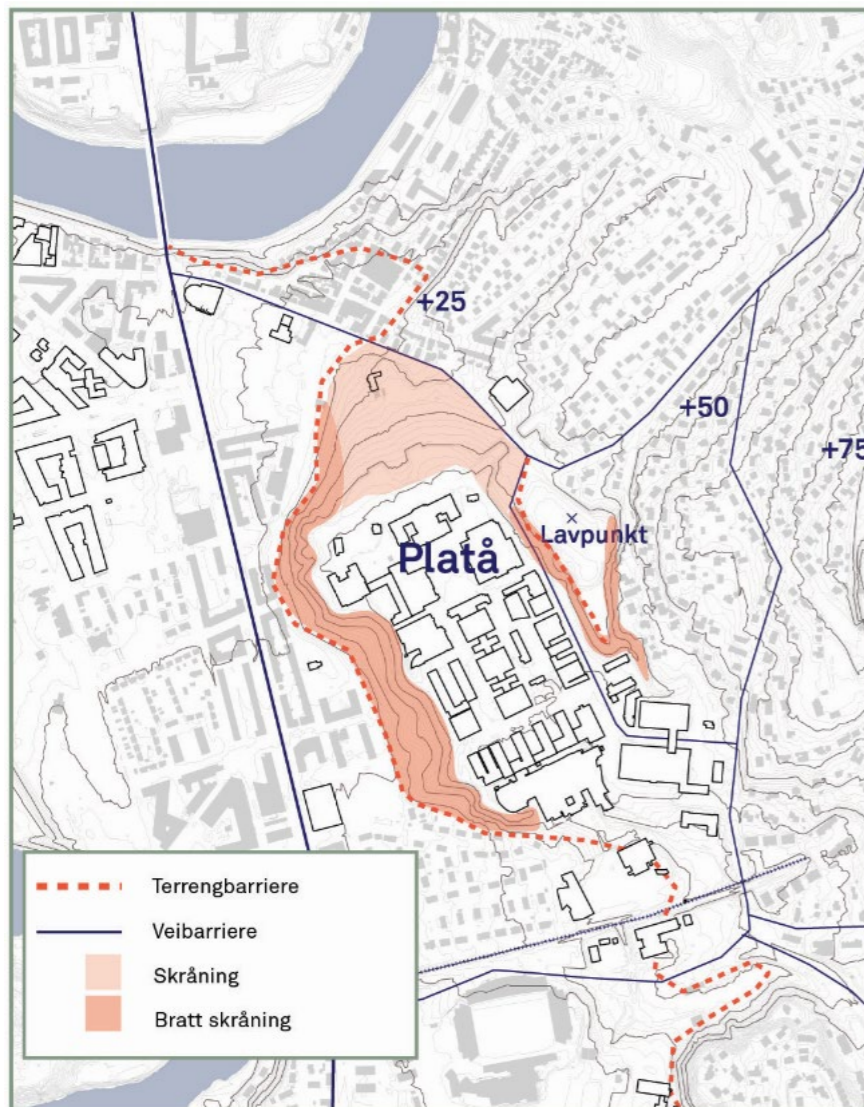 +25
+50
+75
Lavpunkt
Platå
Terrengbarriere
Veibarriere
Skråning
Bratt skråning